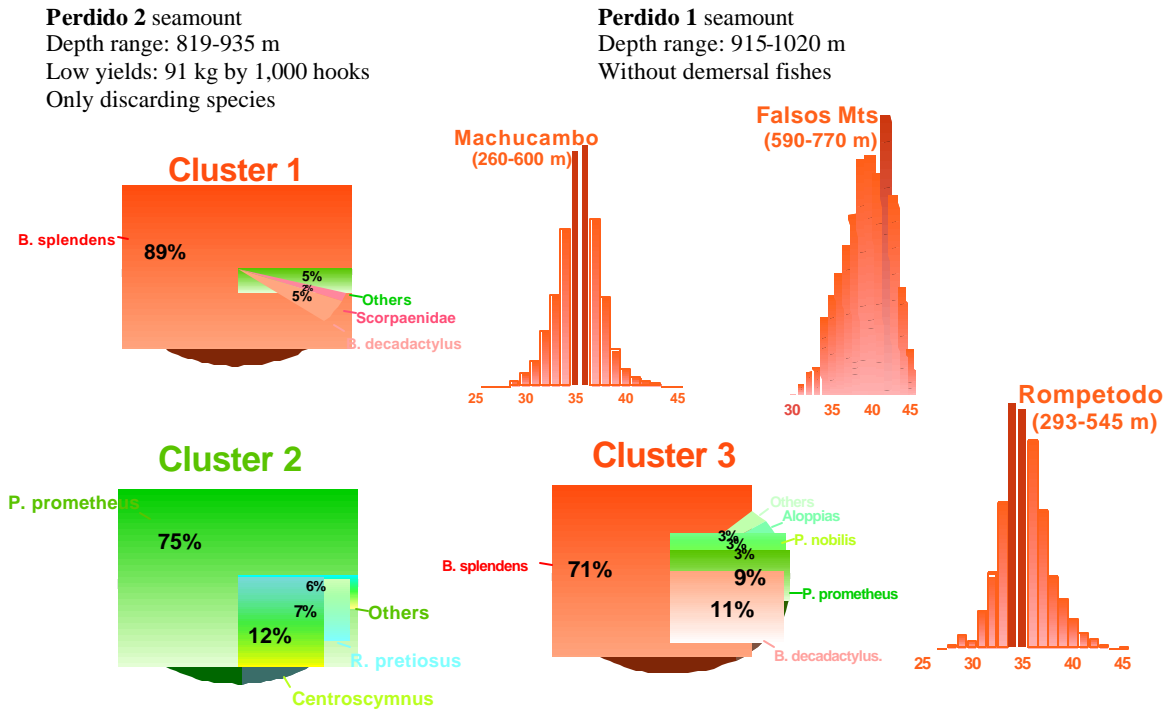 Perdido 2 seamount
Depth range: 819-935 m
Low yields: 91 kg by 1,000 hooks
Only discarding species
Perdido 1 seamount
Depth range: 915-1020 m
Without demersal fishes
Machucambo
(260-600 m)
Falsos Mts
(590-770 m)
Cluster 1
B. splendens
89%
5%
2%
5%
Others
Scorpaenidae
B. decadactylus
25 30 35 40 45
30 35 40 45
Rompetodo
(293-545 m)
Cluster 2
P. prometheus
75%
6%
7%
12%
Others
R. pretiosus
Centroscymnus
Cluster 3
B. splendens
71%
Others
Aloppias
P. nobilis
3%
3%
3%
9%
11%
P. prometheus
B. decadactylus.
25 30 35 40 45